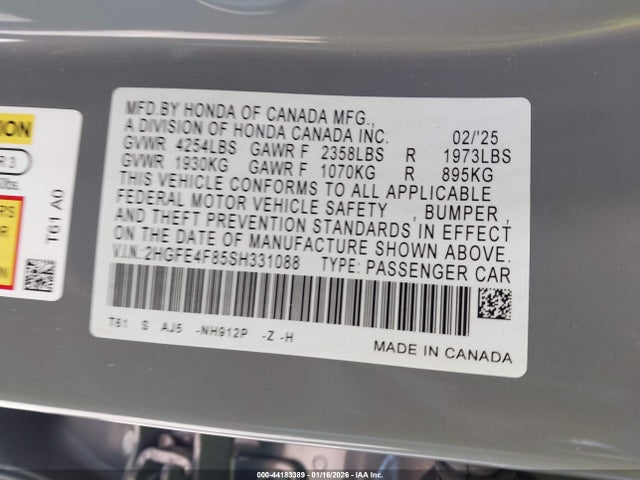 MFD.BY HONDA OF CANADA MFG.,
A DIVISION OF HONDA CANADA INC. 02/'25
GVWR 4254LBS GAWR F 2358LBS R 1973LBS
GVWR 1930KG GAWR F 1070KG R 895KG
THIS VEHICLE CONFORMS TO ALL APPLICABLE
FEDERAL MOTOR VEHICLE SAFETY , BUMPER ,
AND THEFT PREVENTION STANDARDS IN EFFECT
ON THE DATE OF MANUFACTURE SHOWN ABOVE.
V.I.N.:2HGFE4F85SH331088 TYPE: PASSENGER CAR
T61 S AJ5 -NH912P -Z -H
MADE IN CANADA
ION
R 3
lbs.
'S
R
T61 A0
000-44183389 - 01/16/2026 - IAA Inc.